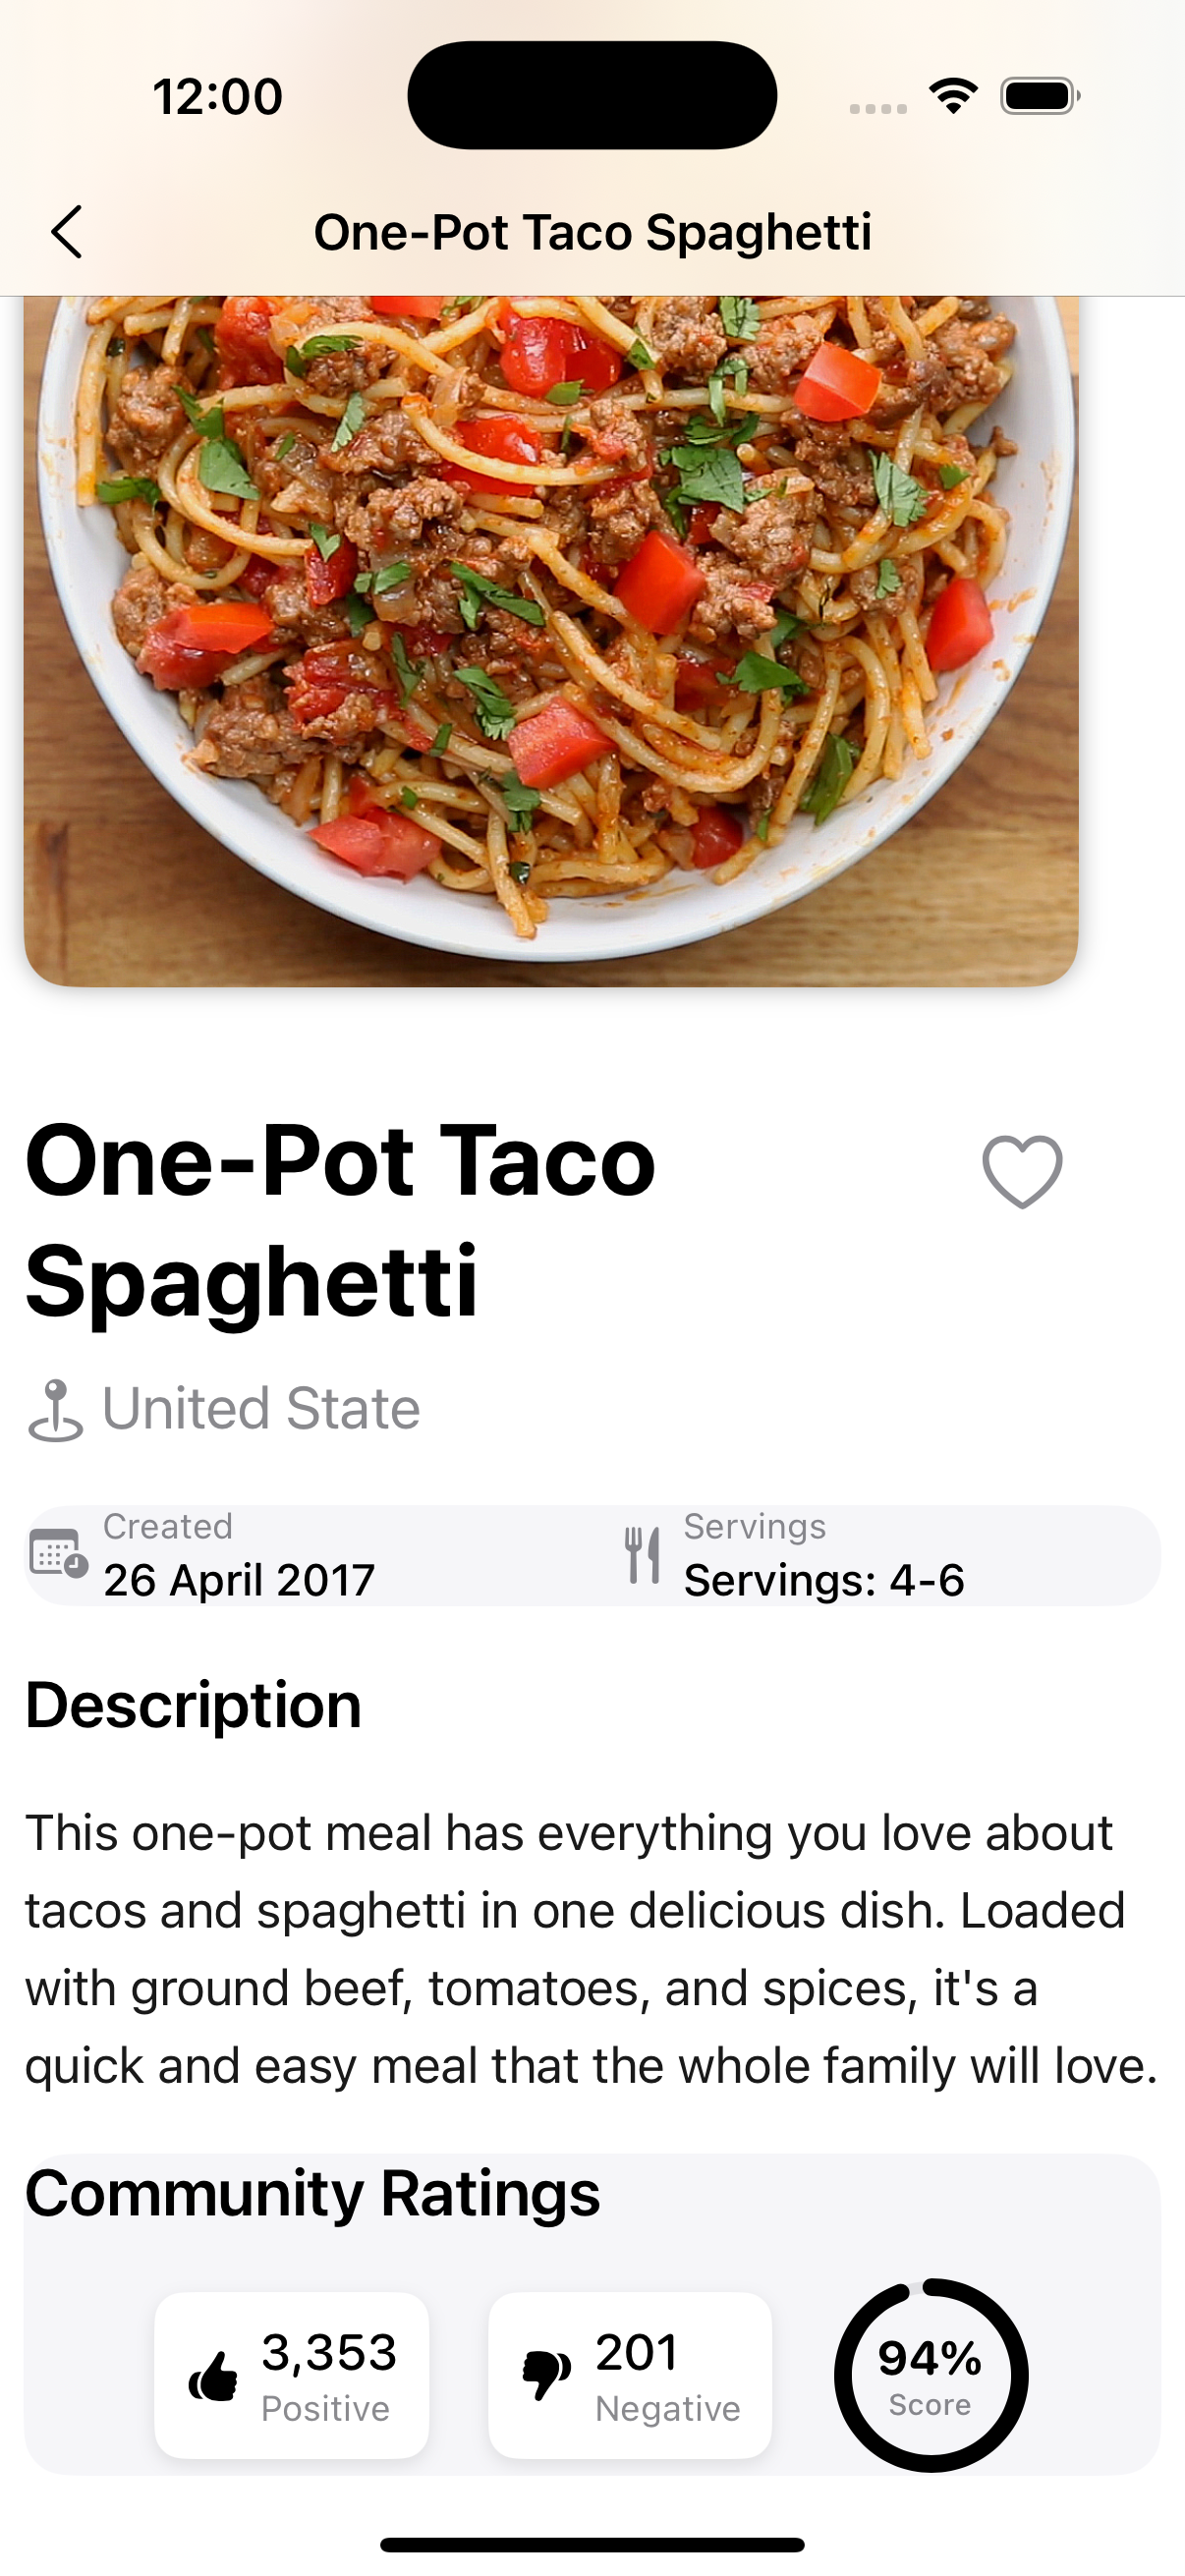 12:00
One-Pot Taco Spaghetti
One-Pot Taco
Spaghetti
United State
Created
26 April 2017
Servings
Servings: 4-6
Description
This one-pot meal has everything you love about
tacos and spaghetti in one delicious dish. Loaded
with ground beef, tomatoes, and spices, it's a
quick and easy meal that the whole family will love.
Community Ratings
3,353
Positive
201
Negative
94%
Score